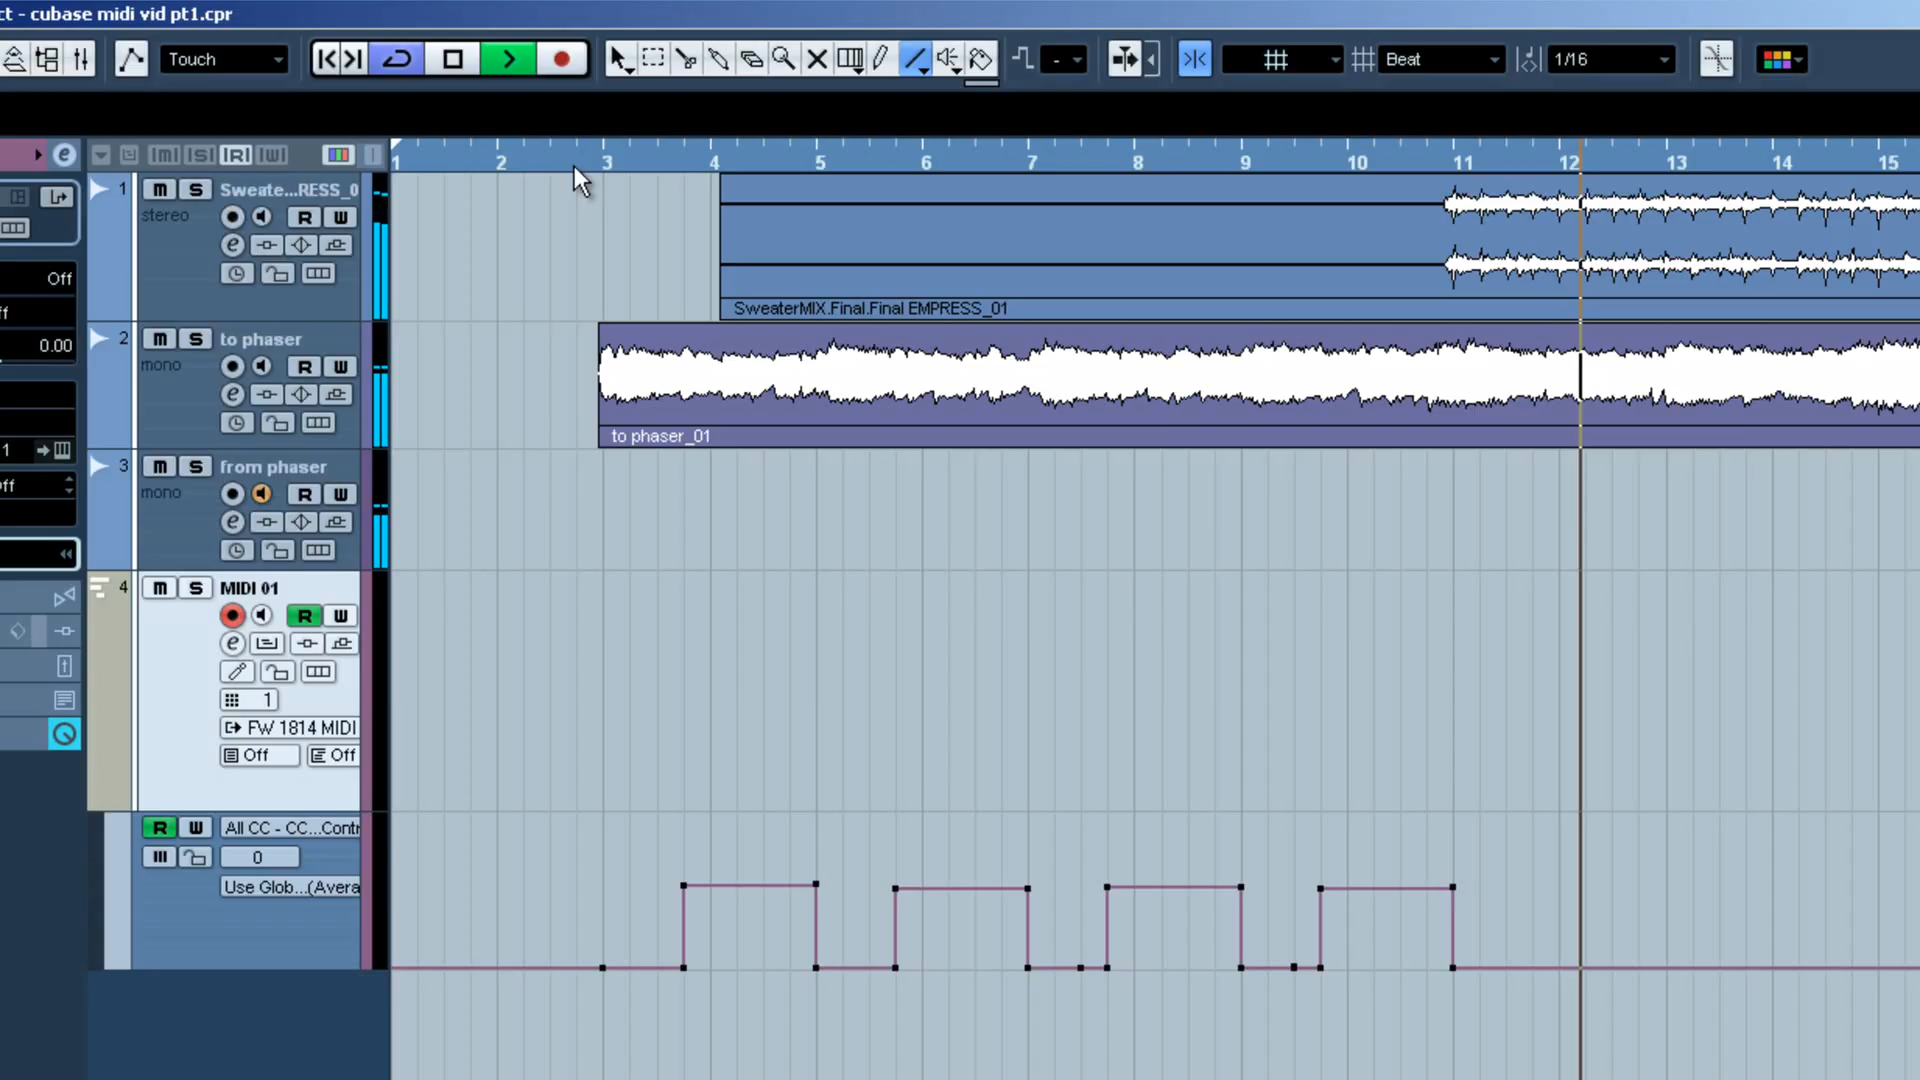 ct - cubase midi vid pt1.cpr
Touch
-
Beat
1/16
M S R W
1 2 3 4 5 6 7 8 9 10 11 12 13 14 15
1 M S Sweate...RESS_0
stereo
R W
e
Off
ff
0.00
SweaterMIX.Final.Final EMPRESS_01
2 M S to phaser
mono
R W
e
to phaser_01
1
3 M S from phaser
mono
R W
e
ff
4 M S MIDI 01
R W
e
1
FW 1814 MIDI
Off Off
R W All CC - CC...Contr
0
Use Glob...(Avera